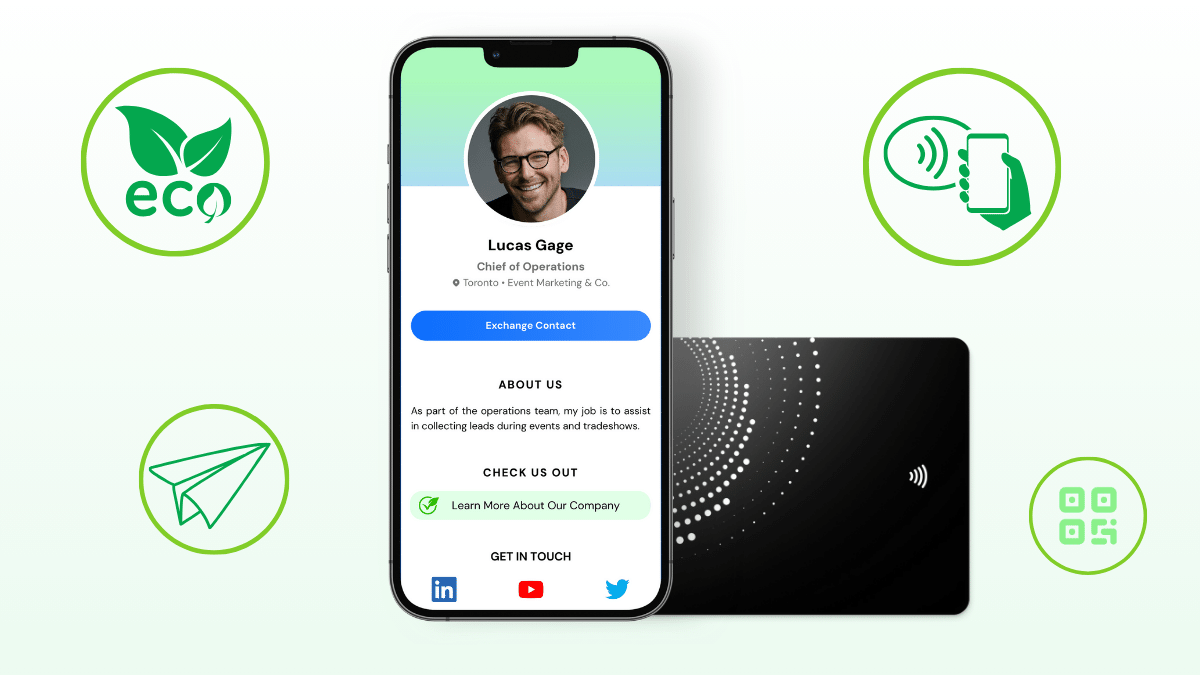 eco
Lucas Gage
Chief of Operations
Toronto • Event Marketing & Co.
Exchange Contact
ABOUT US
As part of the operations team, my job is to assist
in collecting leads during events and tradeshows.
CHECK US OUT
Learn More About Our Company
GET IN TOUCH
in